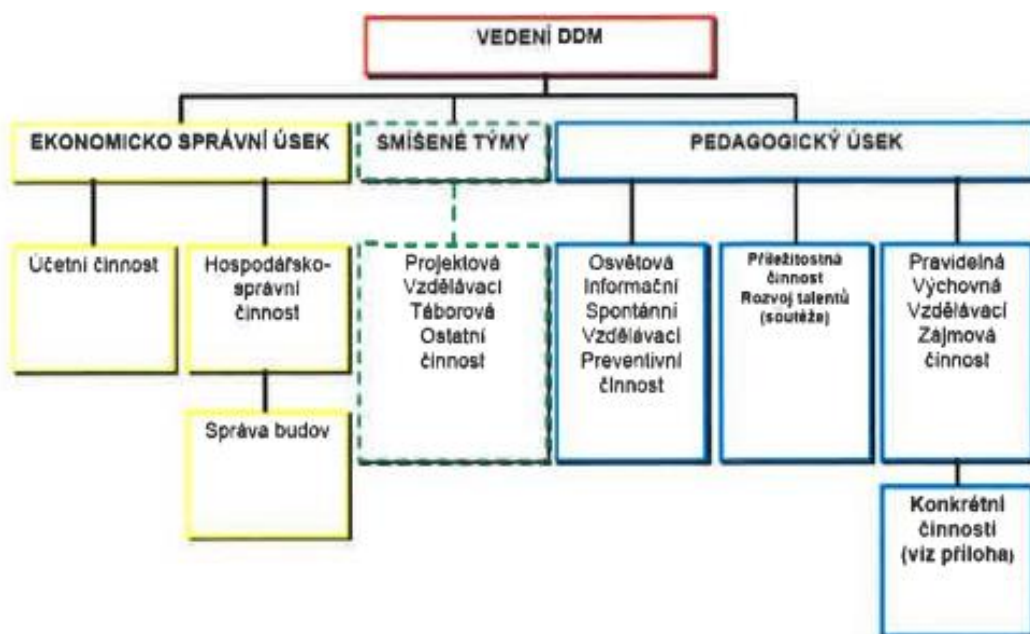 VEDENÍ DDM
EKONOMICKO SPRÁVNÍ ÚSEK
SMÍŠENÉ TÝMY
PEDAGOGICKÝ ÚSEK
Účetní činnost
Hospodářsko-
správní
činnost
Projektová
Vzdělávací
Táborová
Ostatní
činnost
Osvětová
Informační
Spontánní
Vzdělávací
Preventivní
činnost
Příležitostná
činnost
Rozvoj talentů
(soutěže)
Pravidelná
Výchovná
Vzdělávací
Zájmová
činnost
Správa budov
Konkrétní
činnosti
(viz příloha)